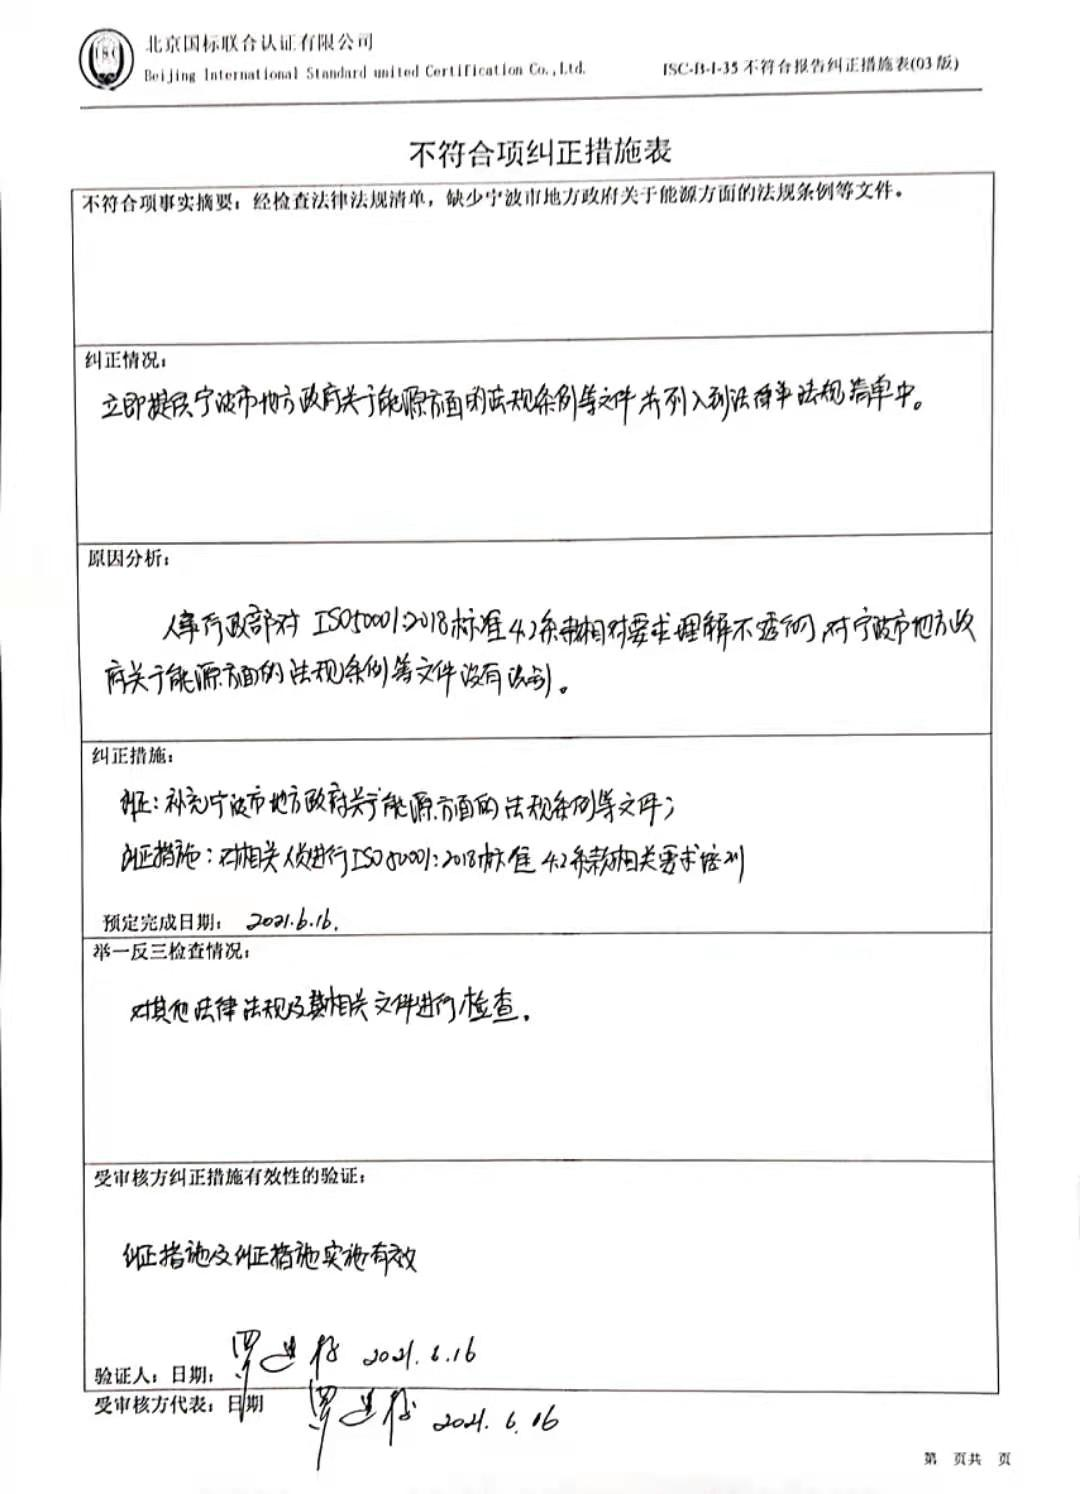 北京国标联合认证有限公司
Beijing International Standard united Certification Co.,Ltd.
ISC-B-I-35 不符合报告纠正措施表(03版)
不符合项纠正措施表
不符合项事实摘要：经检查法律法规清单，缺少宁波市地方政府关于能源方面的法规条例等文件。
纠正情况：
立即提供宁波市地方政府关于能源方面的法规条例等文件并列入到法律法规清单中。
原因分析：
人事行政部对 ISO50001:2018标准4.2条款相对要求理解不透彻,对宁波市地方政
府关于能源方面的法规条例等文件没有识别。
纠正措施：
纠正：补充宁波市地方政府关于能源方面的法规条例等文件；
纠正措施：对相关人员进行ISO50001:2018标准 4.2条款相关要求培训
预定完成日期： 2021.6.16.
举一反三检查情况：
对其他法律法规及其相关文件进行检查.
受审核方纠正措施有效性的验证：
纠正措施及纠正措施实施有效
验证人：日期： 2021.6.16
受审核方代表：日期 2021.6.16
第 页共 页